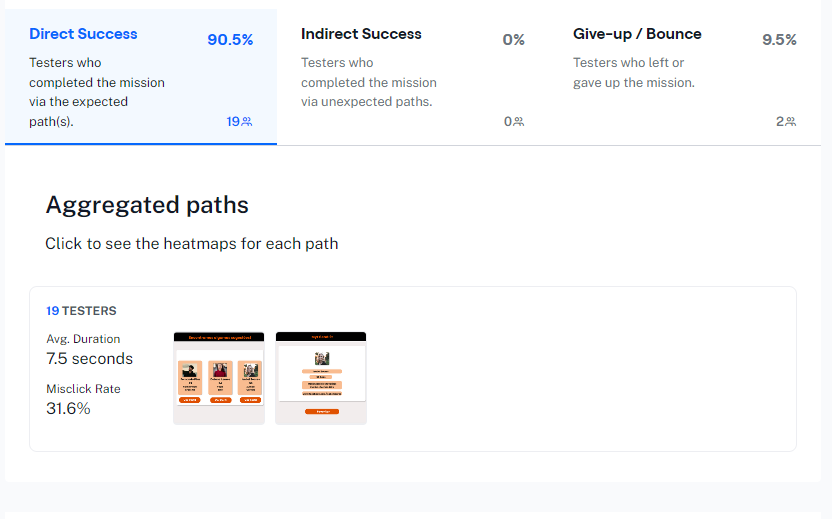 Direct Success
90.5%
Testers who
completed the mission
via the expected
path(s).
19
Indirect Success
0%
Testers who
completed the mission
via unexpected paths.
0
Give-up / Bounce
9.5%
Testers who left or
gave up the mission.
2
Aggregated paths
Click to see the heatmaps for each path
19 TESTERS
Avg. Duration
7.5 seconds
Misclick Rate
31.6%